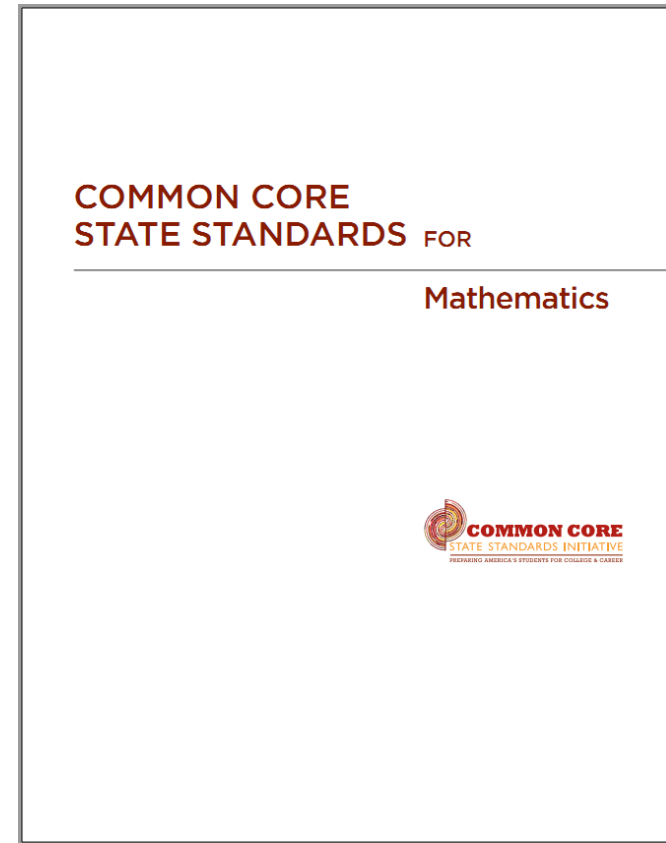 COMMON CORE
STATE STANDARDS FOR
Mathematics
COMMON CORE
STATE STANDARDS INITIATIVE
PREPARING AMERICA'S STUDENTS FOR COLLEGE & CAREER